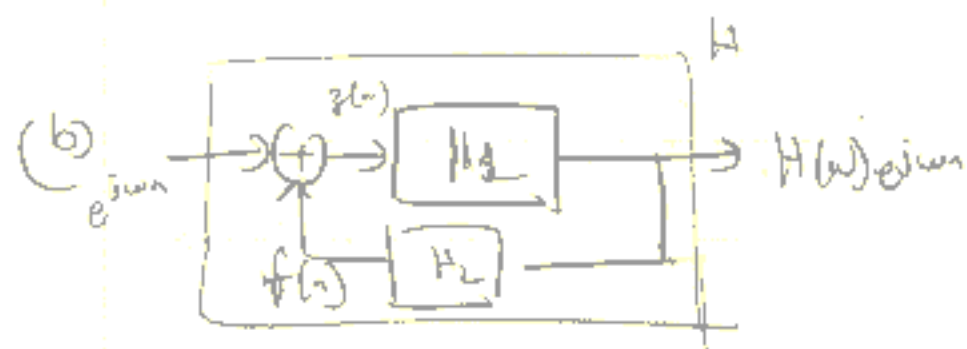 H
z(n)
(b)
+
H1
H(ω)e^jωn
e^jωn
H2
f(n)